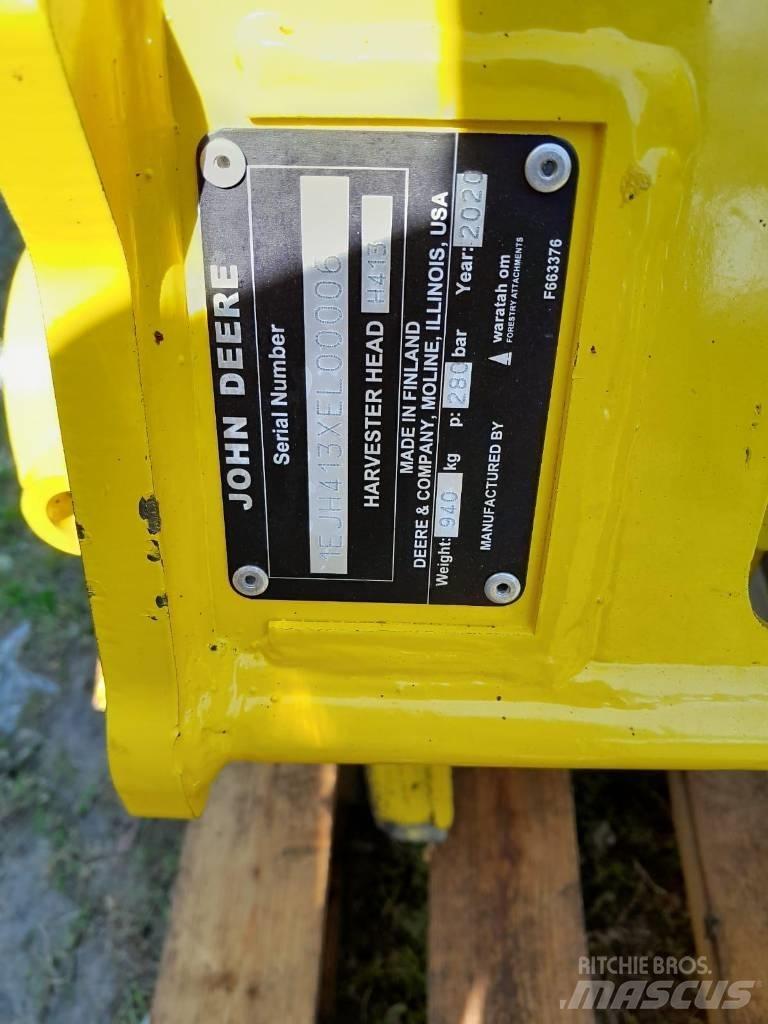 JOHN DEERE
Serial Number
1EJH413XEL00006
HARVESTER HEAD H413
MADE IN FINLAND
DEERE & COMPANY, MOLINE, ILLINOIS, USA
Weight: 940 kg p: 280 bar Year: 2020
MANUFACTURED BY waratah om
FORESTRY ATTACHMENTS
F663376
RITCHIE BROS.
MASCUS